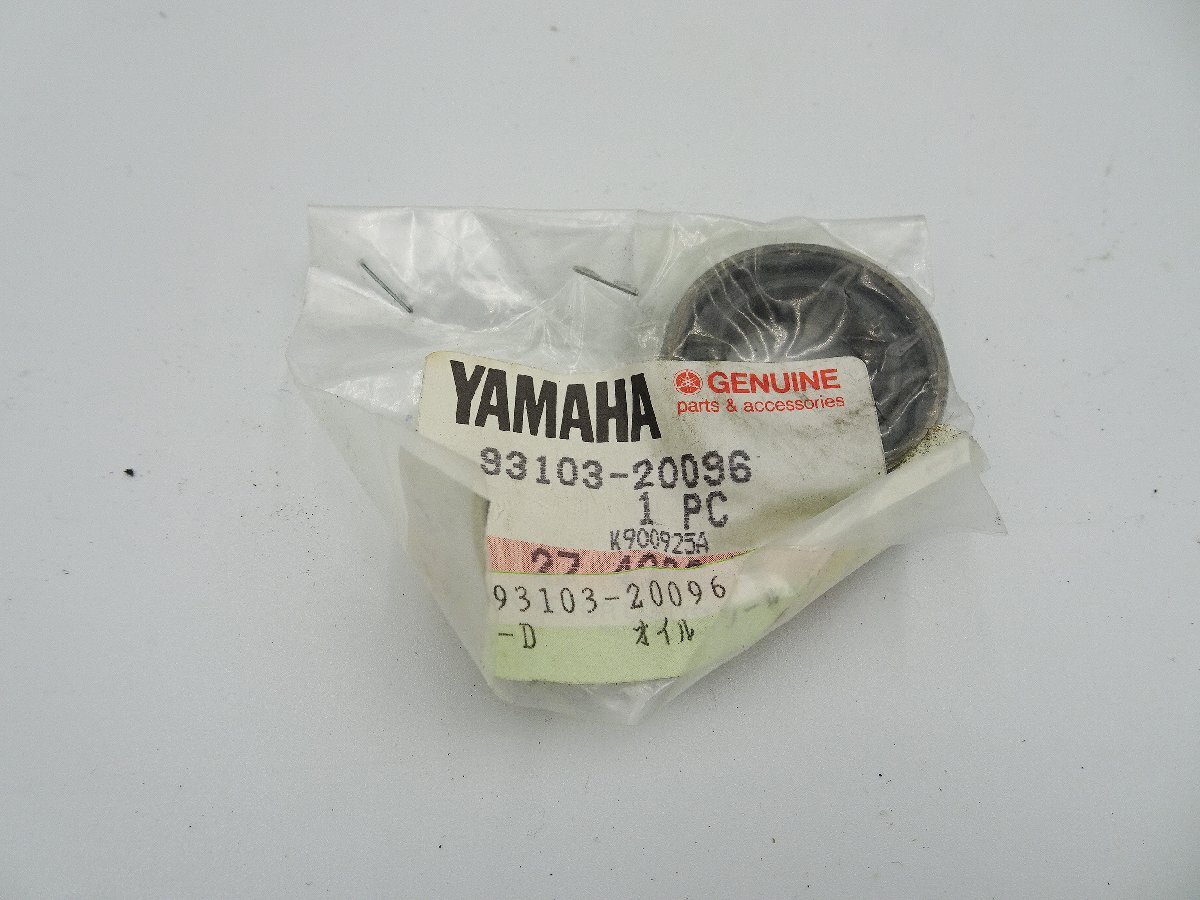 YAMAHA GENUINE
parts & accessories
93103-20096
1 PC
K900925A
93103-20096
-D オイル